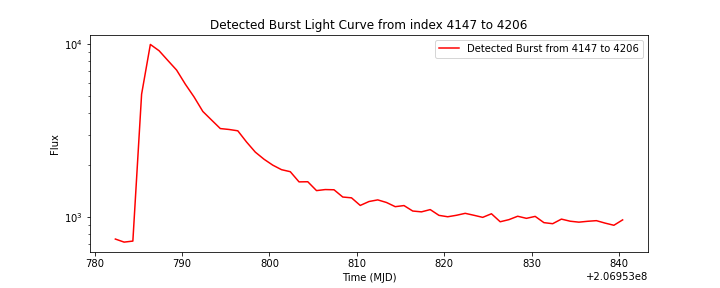 Detected Burst Light Curve from index 4147 to 4206
Detected Burst from 4147 to 4206
10⁴
10³
Flux
780 790 800 810 820 830 840
Time (MJD)
+2.06953e8